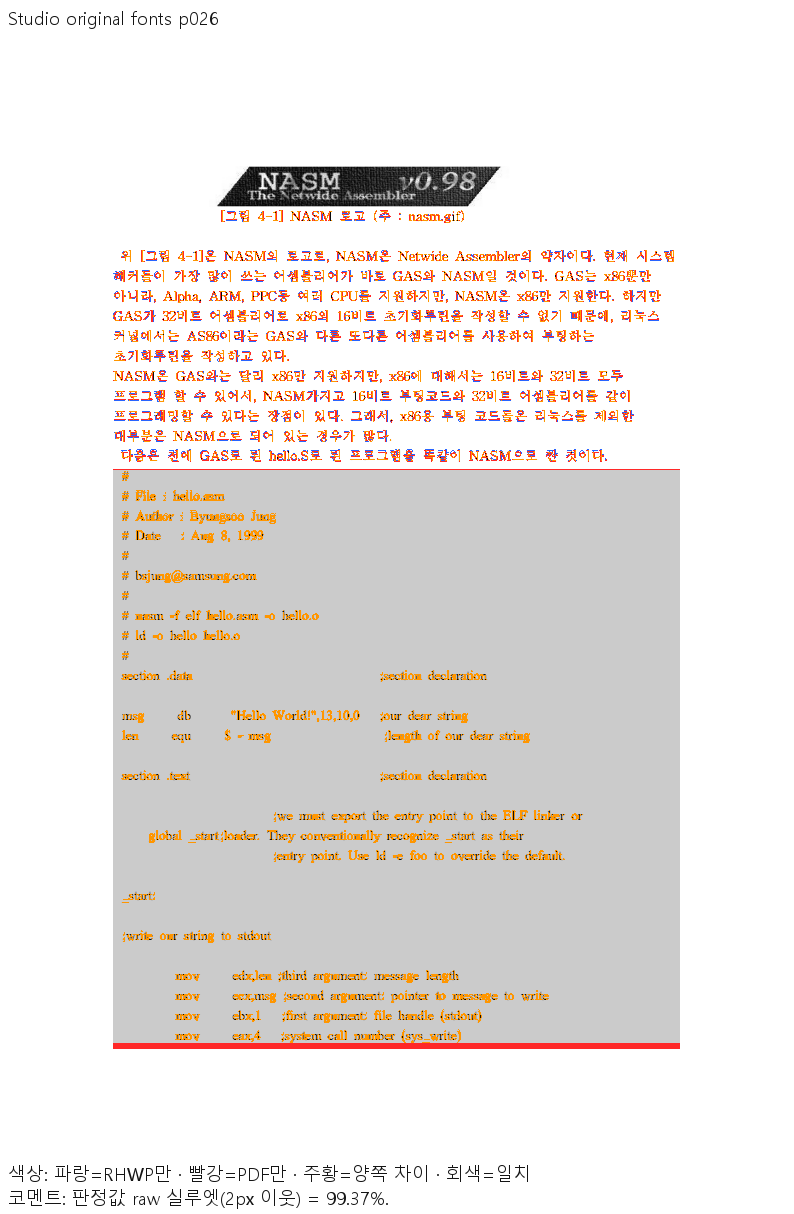 Studio original fonts p026
NASM v0.98
The Netwide Assembler
[그림 4-1] NASM 로고 (주 : nasm.gif)
위 [그림 4-1]은 NASM의 로고로, NASM은 Netwide Assembler의 약자이다. 현재 시스템
해커들이 가장 많이 쓰는 어셈블리어가 바로 GAS와 NASM일 것이다. GAS는 x86뿐만
아니라, Alpha, ARM, PPC등 여러 CPU를 지원하지만, NASM은 x86만 지원한다. 하지만
GAS가 32비트 어셈블리어로 x86의 16비트 초기화루틴을 작성할 수 없기 때문에, 리눅스
커널에서는 AS86이라는 GAS와 다른 또다른 어셈블리어를 사용하여 부팅하는
초기화루틴을 작성하고 있다.
NASM은 GAS와는 달리 x86만 지원하지만, x86에 대해서는 16비트와 32비트 모두
프로그램 할 수 있어서, NASM가지고 16비트 부팅코드와 32비트 어셈블리어를 같이
프로그래밍할 수 있다는 장점이 있다. 그래서, x86용 부팅 코드들은 리눅스를 제외한
대부분은 NASM으로 되어 있는 경우가 많다.
다음은 전에 GAS로 짠 hello.S로 짠 프로그램을 똑같이 NASM으로 짠 것이다.
#
# File : hello.asm
# Author : Byungsoo Jung
# Date : Aug 8, 1999
#
# bsjung@samsung.com
#
# nasm -f elf hello.asm -o hello.o
# ld -o hello hello.o
#
section .data ;section declaration
msg db "Hello World!",13,10,0 ;our dear string
len equ $ - msg ;length of our dear string
section .text ;section declaration
;we must export the entry point to the ELF linker or
global _start;loader. They conventionally recognize _start as their
;entry point. Use ld -e foo to override the default.
_start:
;write our string to stdout
mov edx,len ;third argument: message length
mov ecx,msg ;second argument: pointer to message to write
mov ebx,1 ;first argument: file handle (stdout)
mov eax,4 ;system call number (sys_write)
색상: 파랑=RHWP만 · 빨강=PDF만 · 주황=양쪽 차이 · 회색=일치
코멘트: 판정값 raw 실루엣(2px 이웃) = 99.37%.